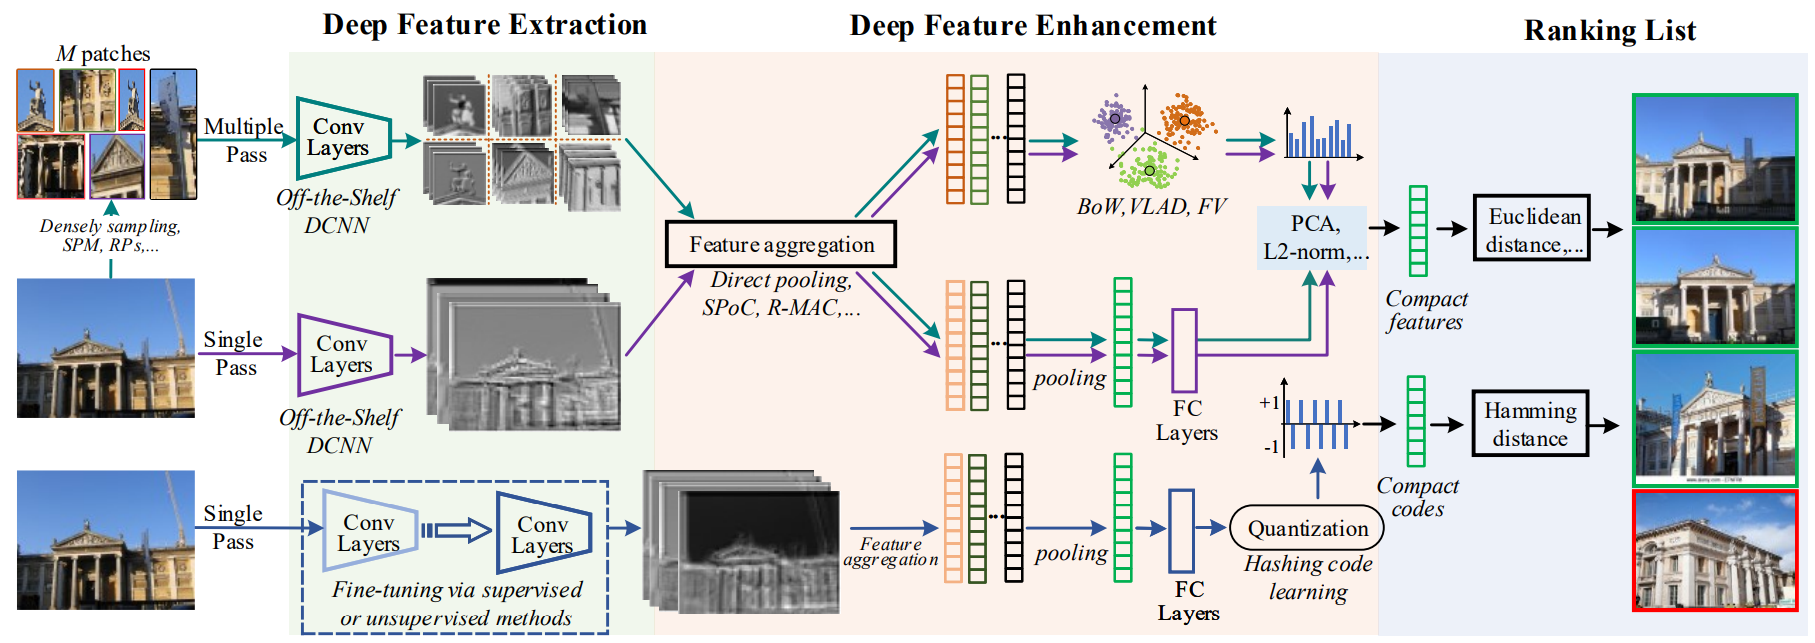 Deep Feature Extraction
Deep Feature Enhancement
Ranking List
M patches
Multiple
Pass
Conv
Layers
Off-the-Shelf
DCNN
Densely sampling,
SPM, RPs,...
Single
Pass
Conv
Layers
Off-the-Shelf
DCNN
Single
Pass
Conv
Layers
Conv
Layers
Fine-tuning via supervised
or unsupervised methods
Feature aggregation
Direct pooling,
SPoC, R-MAC,...
...
BoW,VLAD, FV
...
pooling
FC
Layers
PCA,
L2-norm,...
Feature
aggregation
...
pooling
FC
Layers
+1
-1
Quantization
Hashing code
learning
Compact
features
Euclidean
distance,...
Compact
codes
Hamming
distance